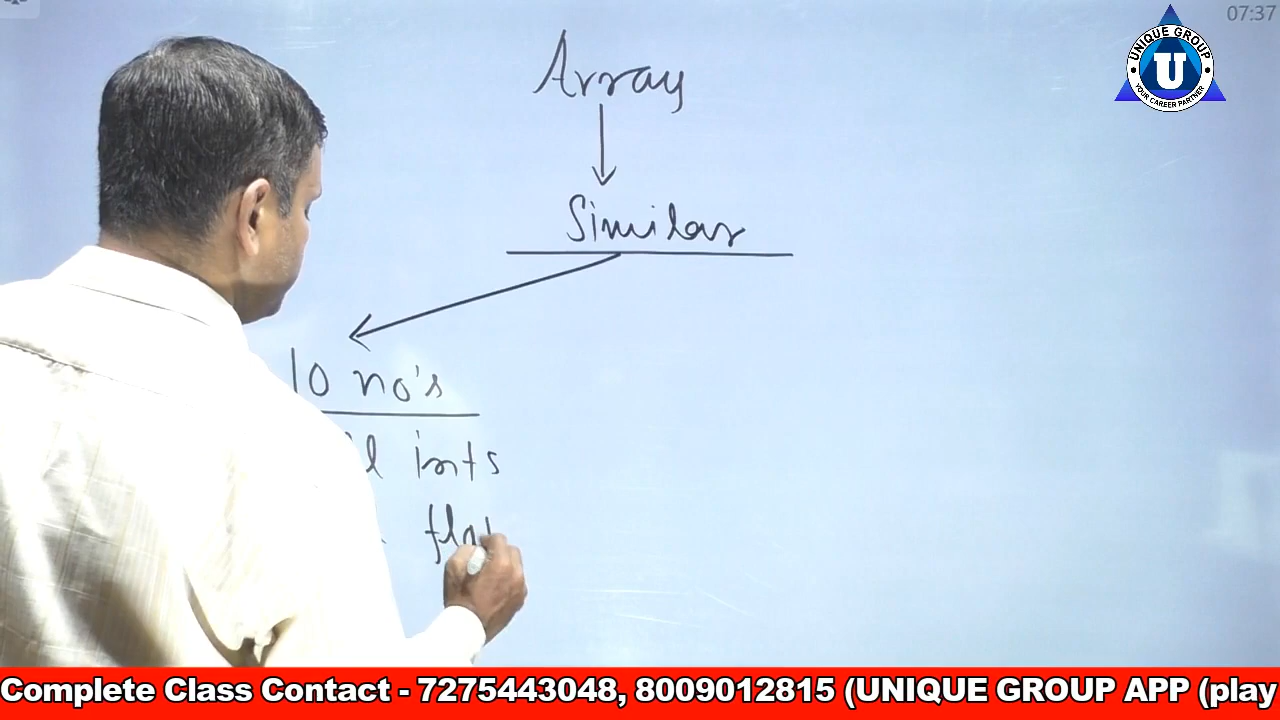 07:37
UNIQUE GROUP
U
YOUR CAREER PARTNER
Array
Similar
10 no's
ints
Complete Class Contact - 7275443048, 8009012815 (UNIQUE GROUP APP (play